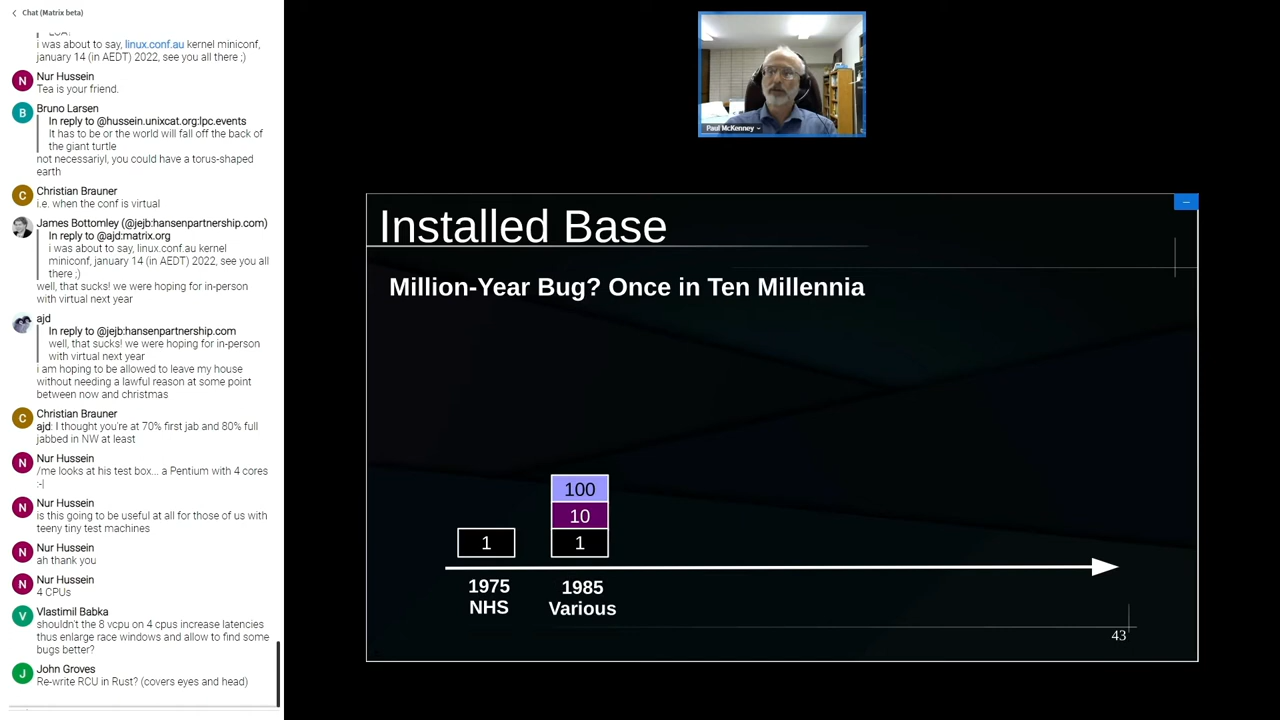 Chat (Matrix beta)
i was about to say, linux.conf.au kernel miniconf,
january 14 (in AEDT) 2022, see you all there ;)
N
Nur Hussein
Tea is your friend.
B
Bruno Larsen
In reply to @hussein.unixcat.org:lpc.events
It has to be or the world will fall off the back of
the giant turtle
not necessariyl, you could have a torus-shaped
earth
C
Christian Brauner
i.e. when the conf is virtual
James Bottomley (@jejb:hansenpartnership.com)
In reply to @ajd:matrix.org
i was about to say, linux.conf.au kernel
miniconf, january 14 (in AEDT) 2022, see you all
there ;)
well, that sucks! we were hoping for in-person
with virtual next year
ajd
In reply to @jejb:hansenpartnership.com
well, that sucks! we were hoping for in-person
with virtual next year
i am hoping to be allowed to leave my house
without needing a lawful reason at some point
between now and christmas
C
Christian Brauner
ajd: I thought you're at 70% first jab and 80% full
jabbed in NW at least
N
Nur Hussein
/me looks at his test box... a Pentium with 4 cores
:-|
N
Nur Hussein
is this going to be useful at all for those of us with
teeny tiny test machines
N
Nur Hussein
ah thank you
N
Nur Hussein
4 CPUs
V
Vlastimil Babka
shouldn't the 8 vcpu on 4 cpus increase latencies
thus enlarge race windows and allow to find some
bugs better?
J
John Groves
Re-write RCU in Rust? (covers eyes and head)
Paul McKenney
Installed Base
Million-Year Bug? Once in Ten Millennia
100
10
1
1
1975
NHS
1985
Various
43